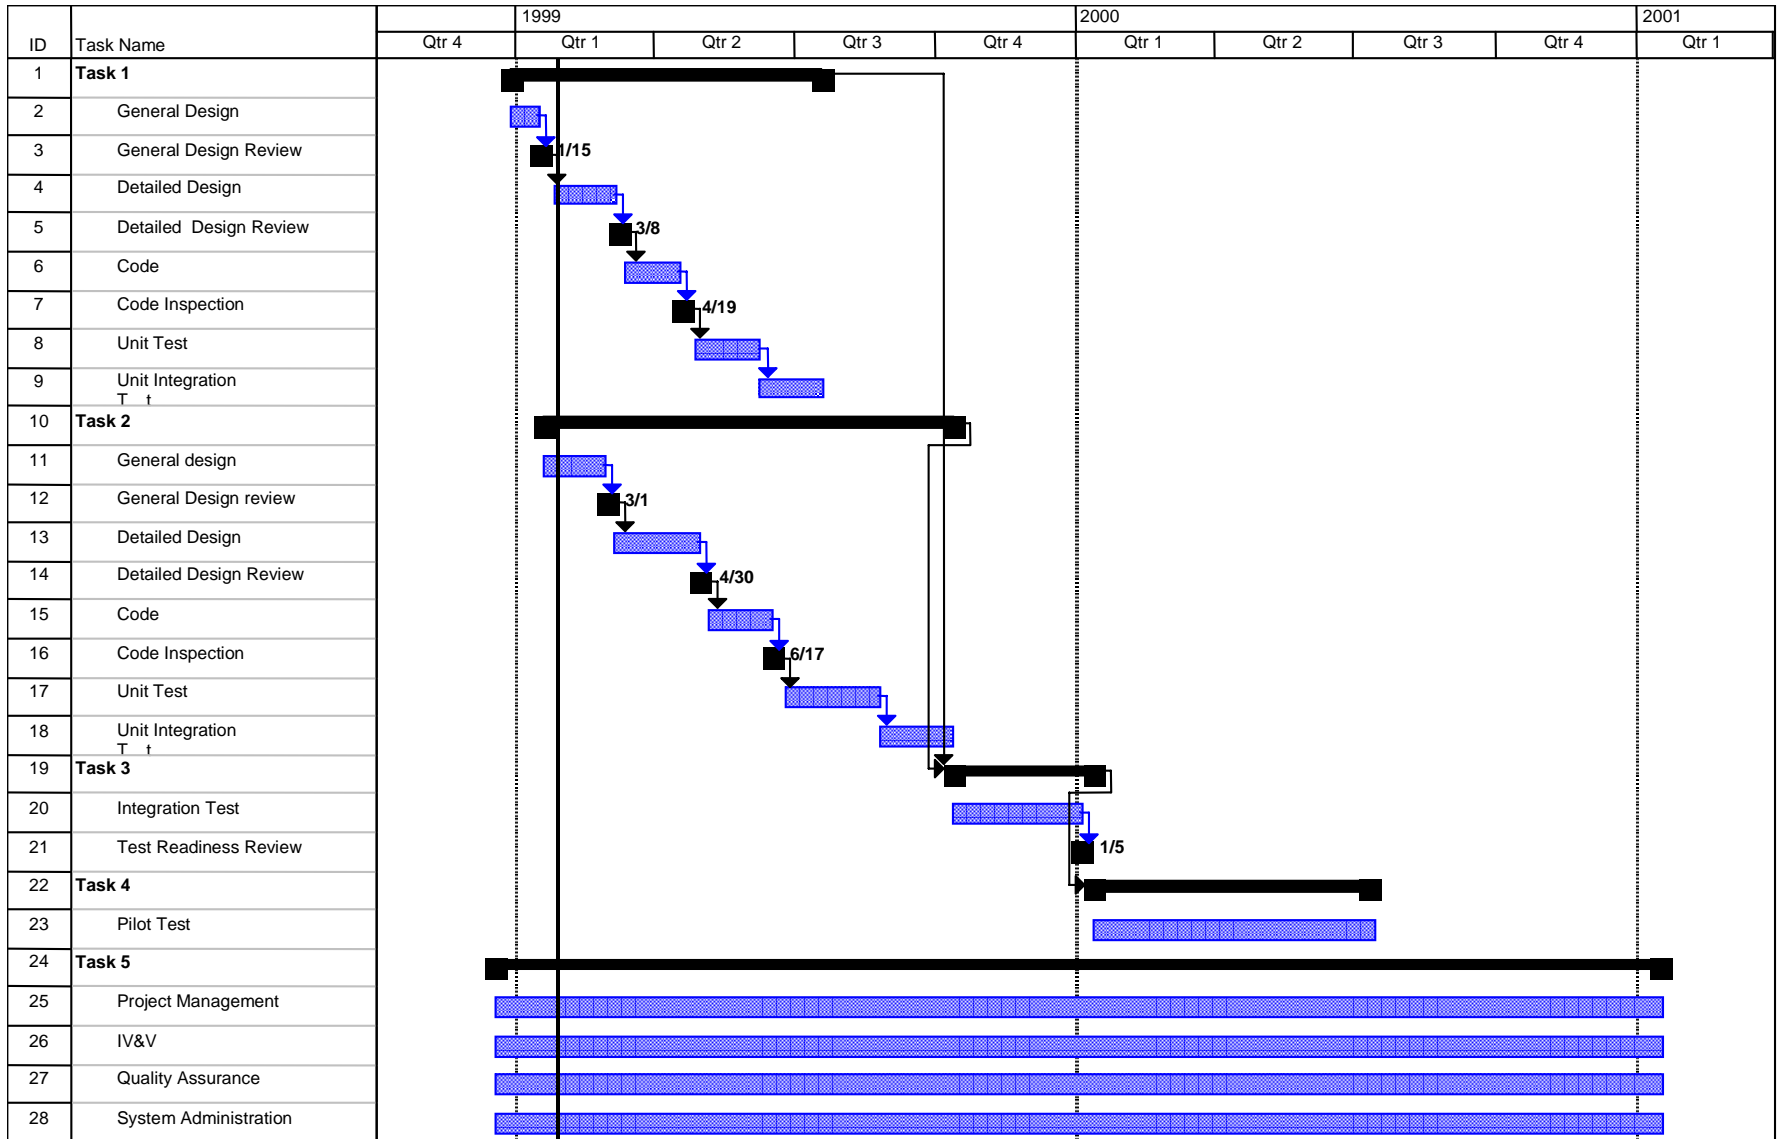 1999 2000 2001
ID Task Name Qtr 4 Qtr 1 Qtr 2 Qtr 3 Qtr 4 Qtr 1 Qtr 2 Qtr 3 Qtr 4 Qtr 1
1 Task 1
2 General Design
3 General Design Review 1/15
4 Detailed Design
5 Detailed Design Review 3/8
6 Code
7 Code Inspection 4/19
8 Unit Test
9 Unit Integration
10 Task 2
11 General design
12 General Design review 3/1
13 Detailed Design
14 Detailed Design Review 4/30
15 Code
16 Code Inspection 6/17
17 Unit Test
18 Unit Integration
19 Task 3
20 Integration Test
21 Test Readiness Review 1/5
22 Task 4
23 Pilot Test
24 Task 5
25 Project Management
26 IV&V
27 Quality Assurance
28 System Administration